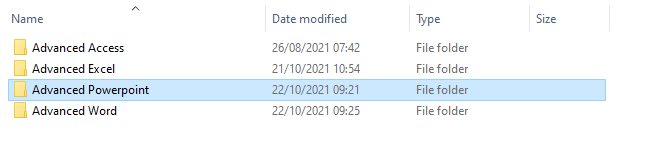 Name Date modified Type Size
Advanced Access 26/08/2021 07:42 File folder
Advanced Excel 21/10/2021 10:54 File folder
Advanced Powerpoint 22/10/2021 09:21 File folder
Advanced Word 22/10/2021 09:25 File folder